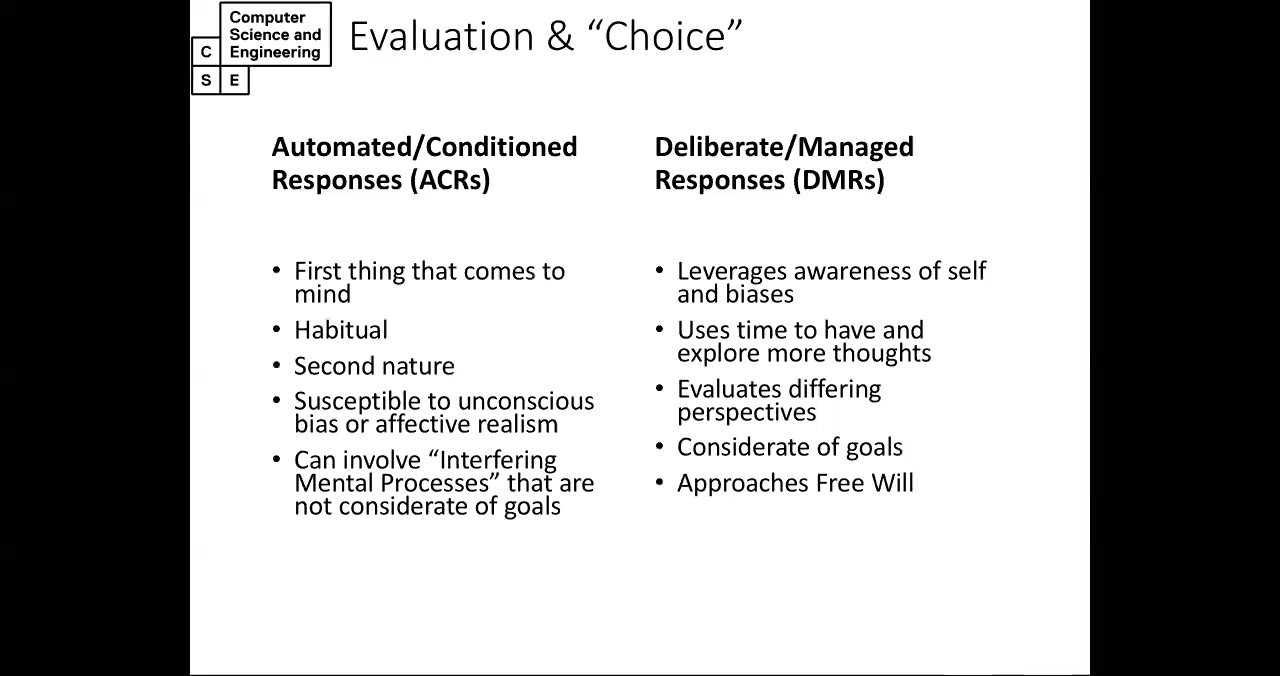 Computer
Science and
Engineering
C
S E
Evaluation & “Choice”
Automated/Conditioned
Responses (ACRs)
• First thing that comes to
mind
• Habitual
• Second nature
• Susceptible to unconscious
bias or affective realism
• Can involve “Interfering
Mental Processes” that are
not considerate of goals
Deliberate/Managed
Responses (DMRs)
• Leverages awareness of self
and biases
• Uses time to have and
explore more thoughts
• Evaluates differing
perspectives
• Considerate of goals
• Approaches Free Will